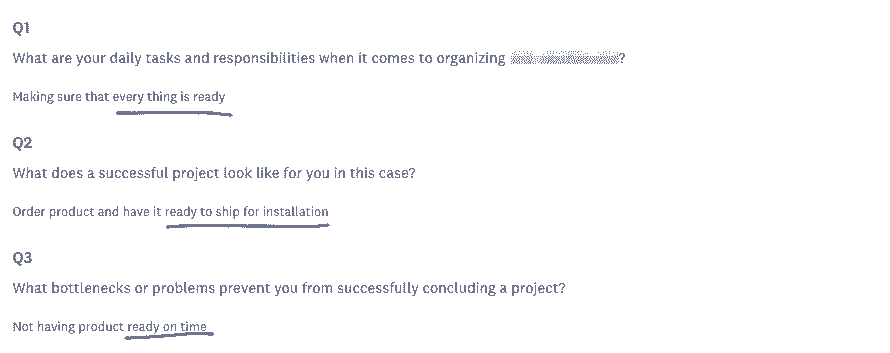 Q1
What are your daily tasks and responsibilities when it comes to organizing ?
Making sure that every thing is ready
Q2
What does a successful project look like for you in this case?
Order product and have it ready to ship for installation
Q3
What bottlenecks or problems prevent you from successfully concluding a project?
Not having product ready on time